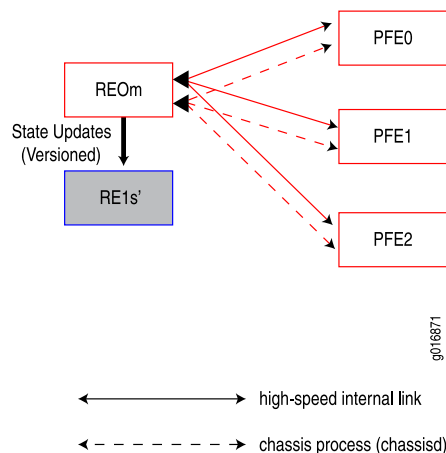 PFE0
REOm
State Updates
(Versioned)
PFE1
RE1s'
PFE2
g016871
high-speed internal link
chassis process (chassisd)